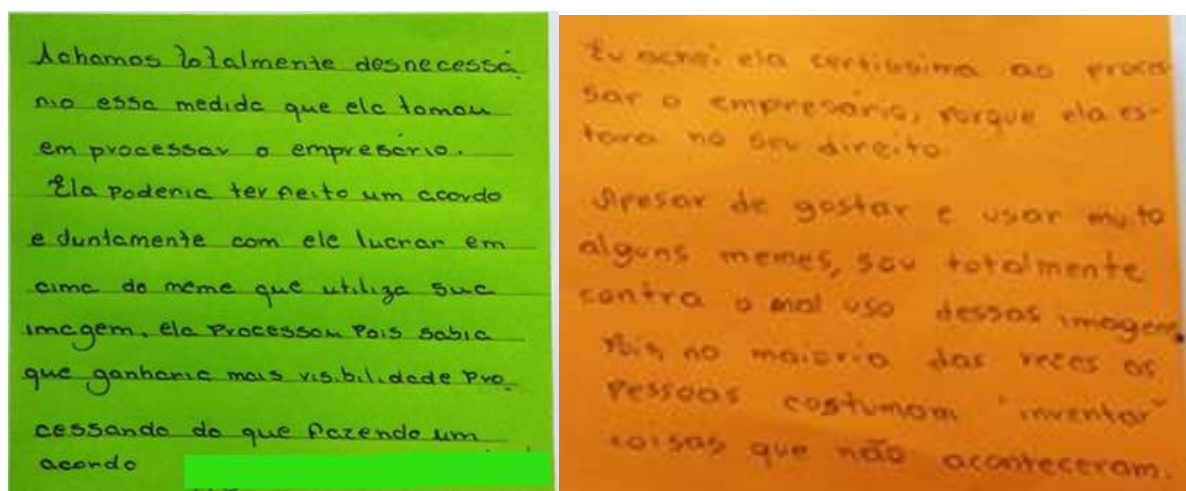 Achamos totalmente desnecessá
rio essa medida que ela tomou
em processar o empresário.
Ela poderia ter feito um acordo
e juntamente com ele lucrar em
cima do meme que utiliza sua
imagem, ela processou pois sabia
que ganharia mais visibilidade pro
cessando do que fazendo um
acordo
Eu achei ela certissima ao proces
sar o empresário, porque ela es-
tava no seu direito.
Apesar de gostar e usar muito
alguns memes, sou totalmente
contra o mal uso dessas imagens,
Pois, na maioria das vezes as
pessoas costumam "inventar"
coisas que não aconteceram.